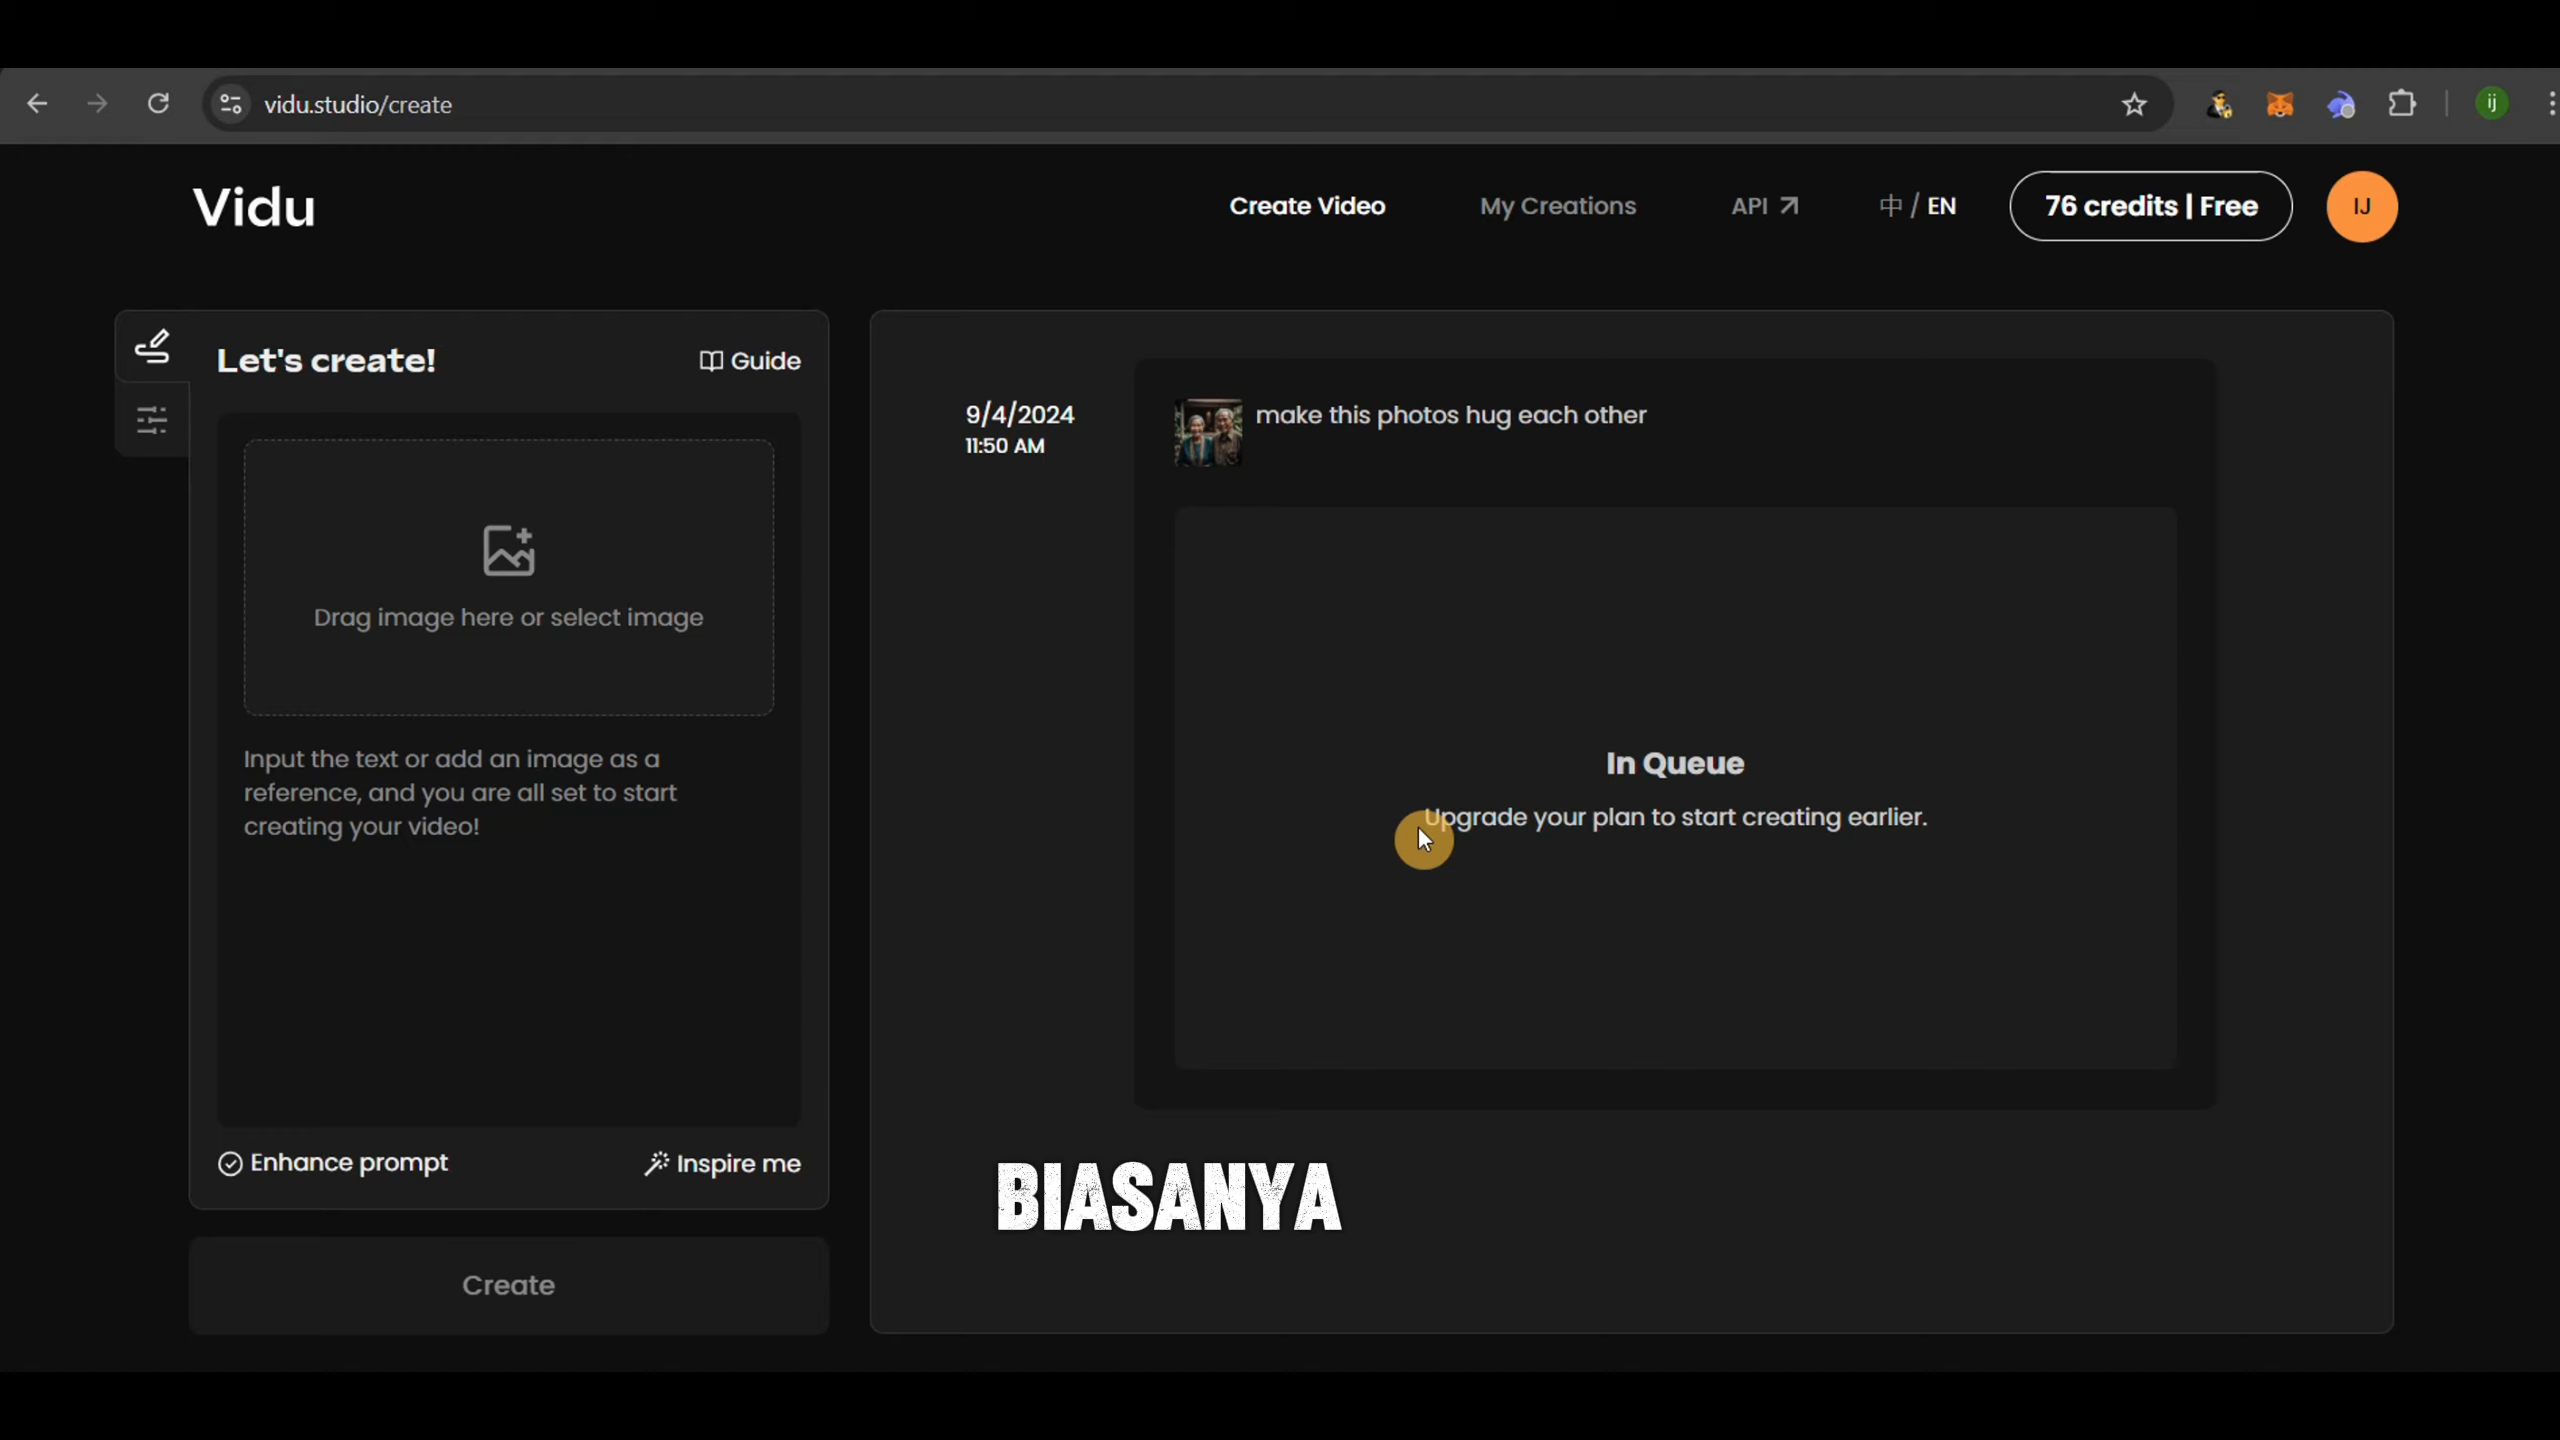 vidu.studio/create
ij
Vidu
Create Video
My Creations
API
中 / EN
76 credits | Free
IJ
Let's create!
Guide
Drag image here or select image
Input the text or add an image as a
reference, and you are all set to start
creating your video!
Enhance prompt
Inspire me
Create
9/4/2024
11:50 AM
make this photos hug each other
In Queue
Upgrade your plan to start creating earlier.
BIASANYA